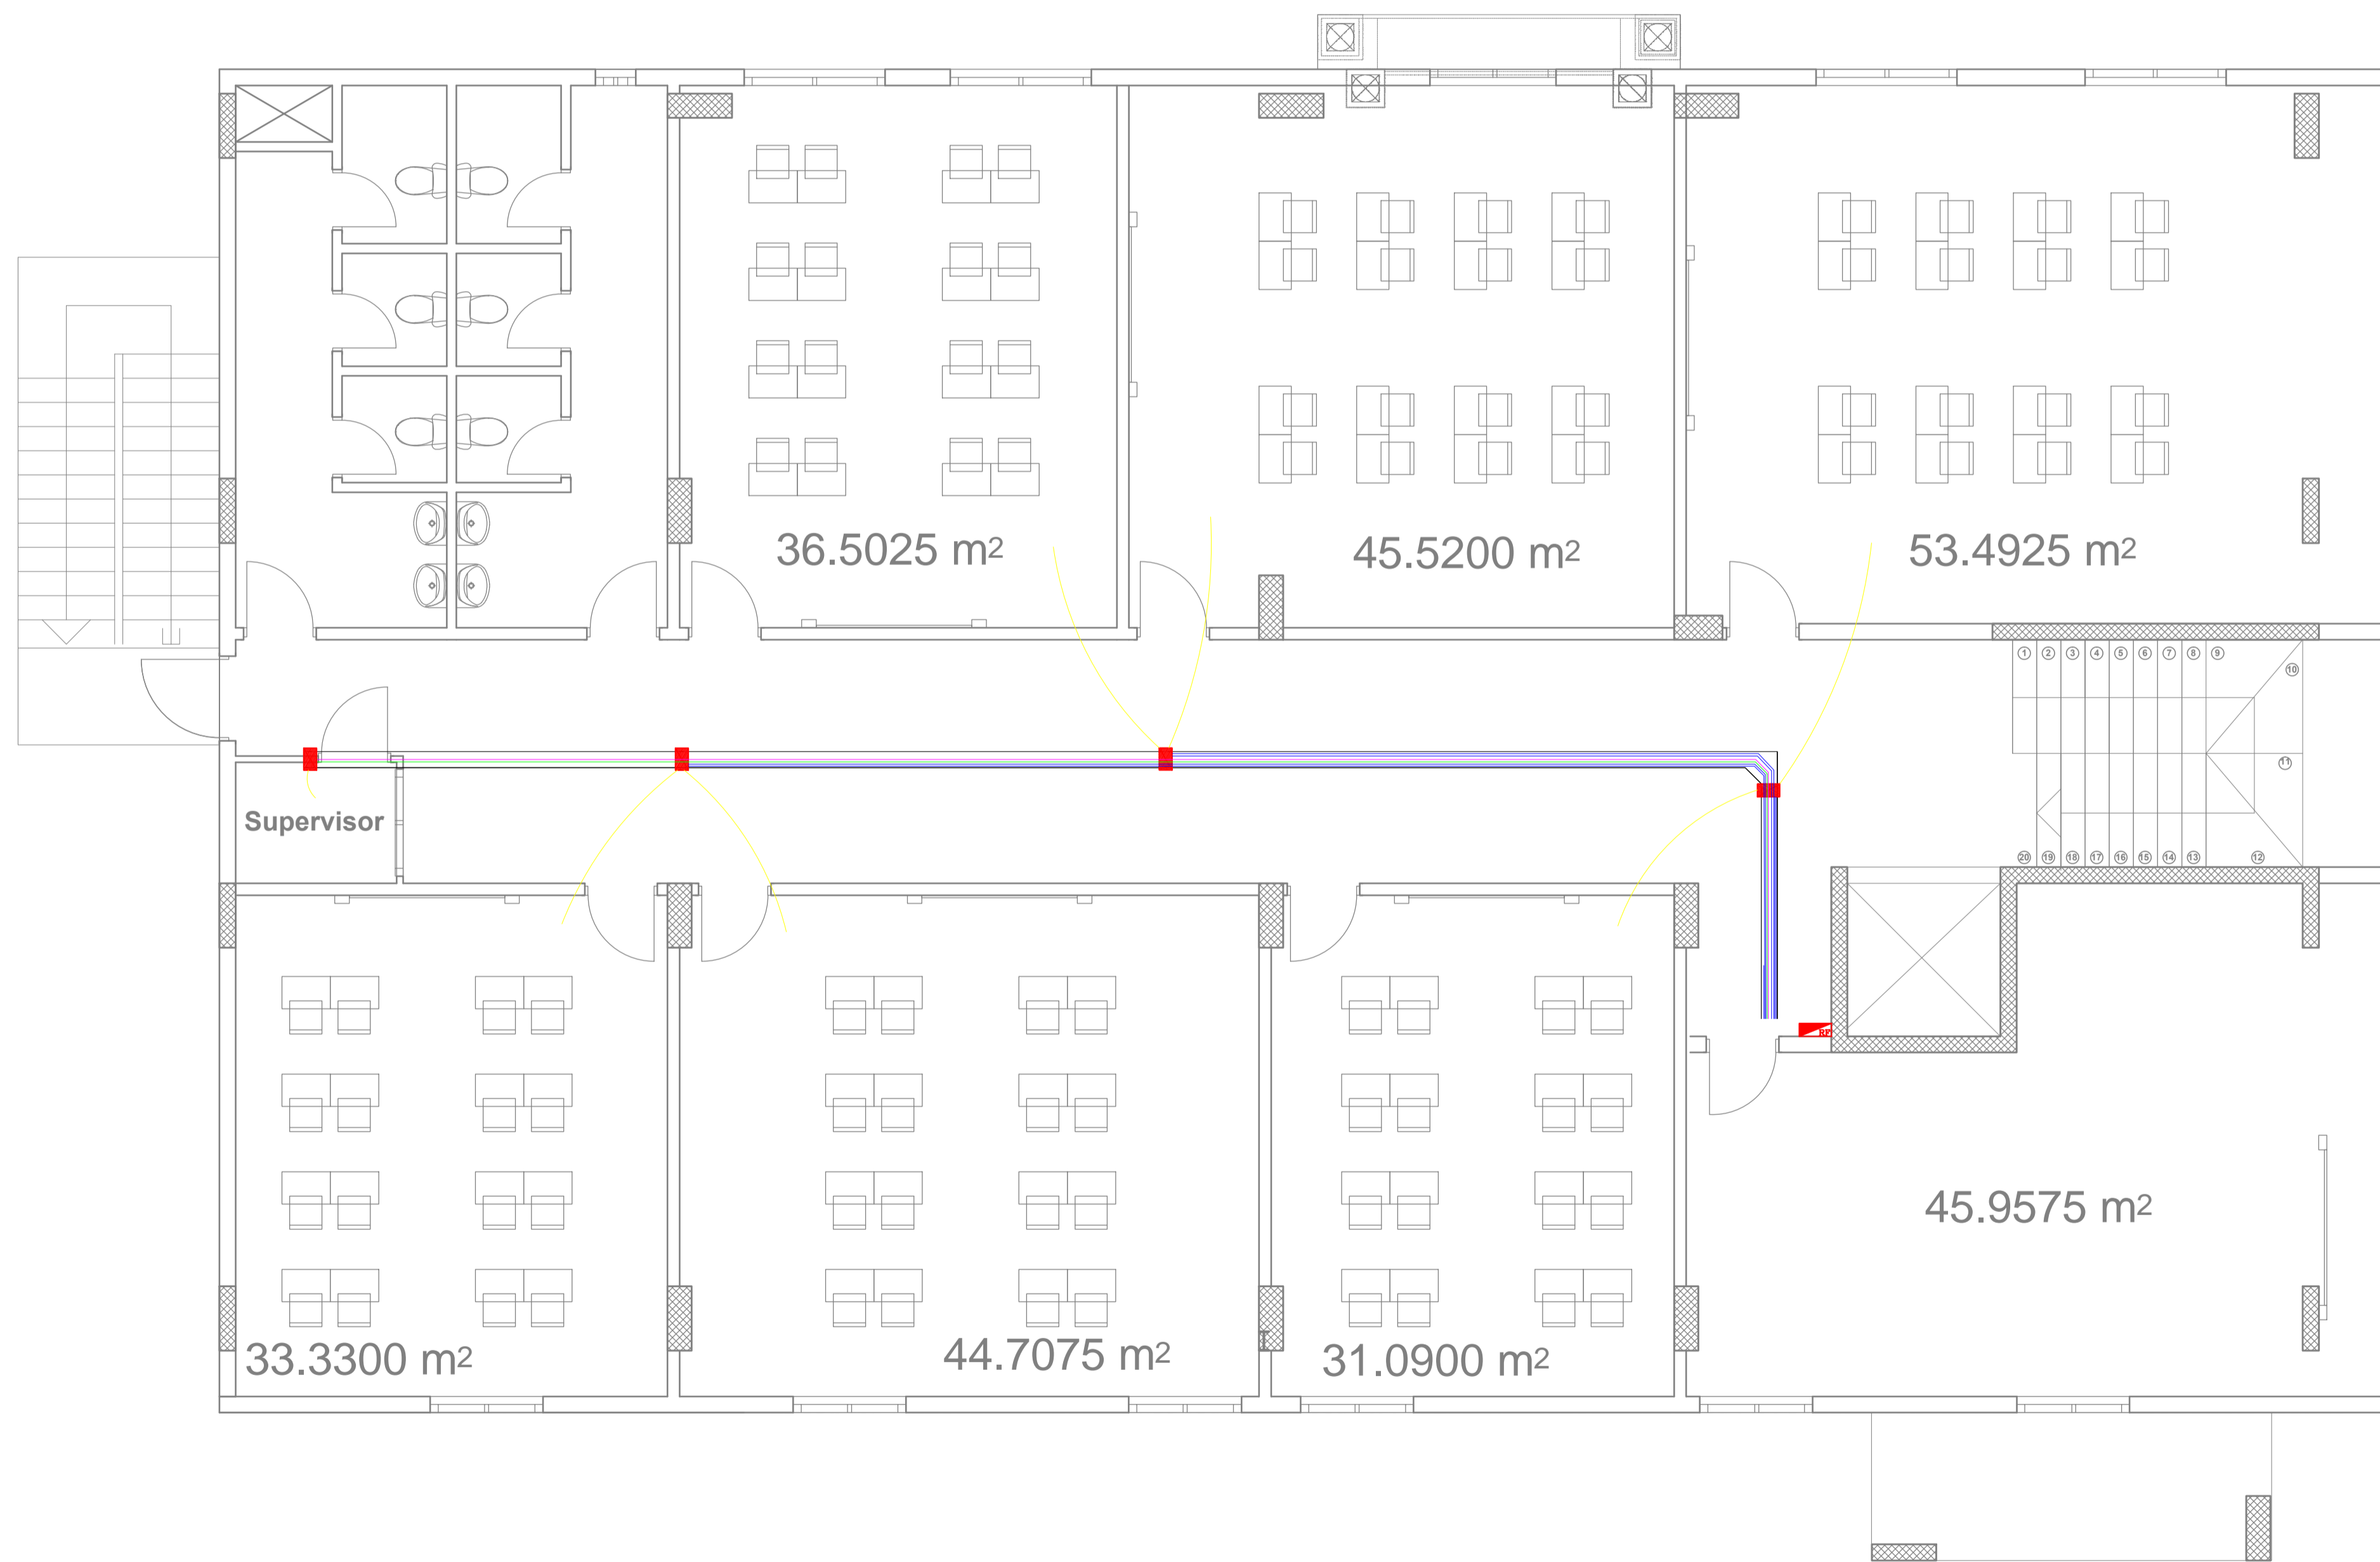 36.5025 m2
45.5200 m2
53.4925 m2
1 2 3 4 5 6 7 8 9
10
11
Supervisor
20 19 18 17 16 15 14 13 12
RF
45.9575 m2
T
33.3300 m2
44.7075 m2
31.0900 m2